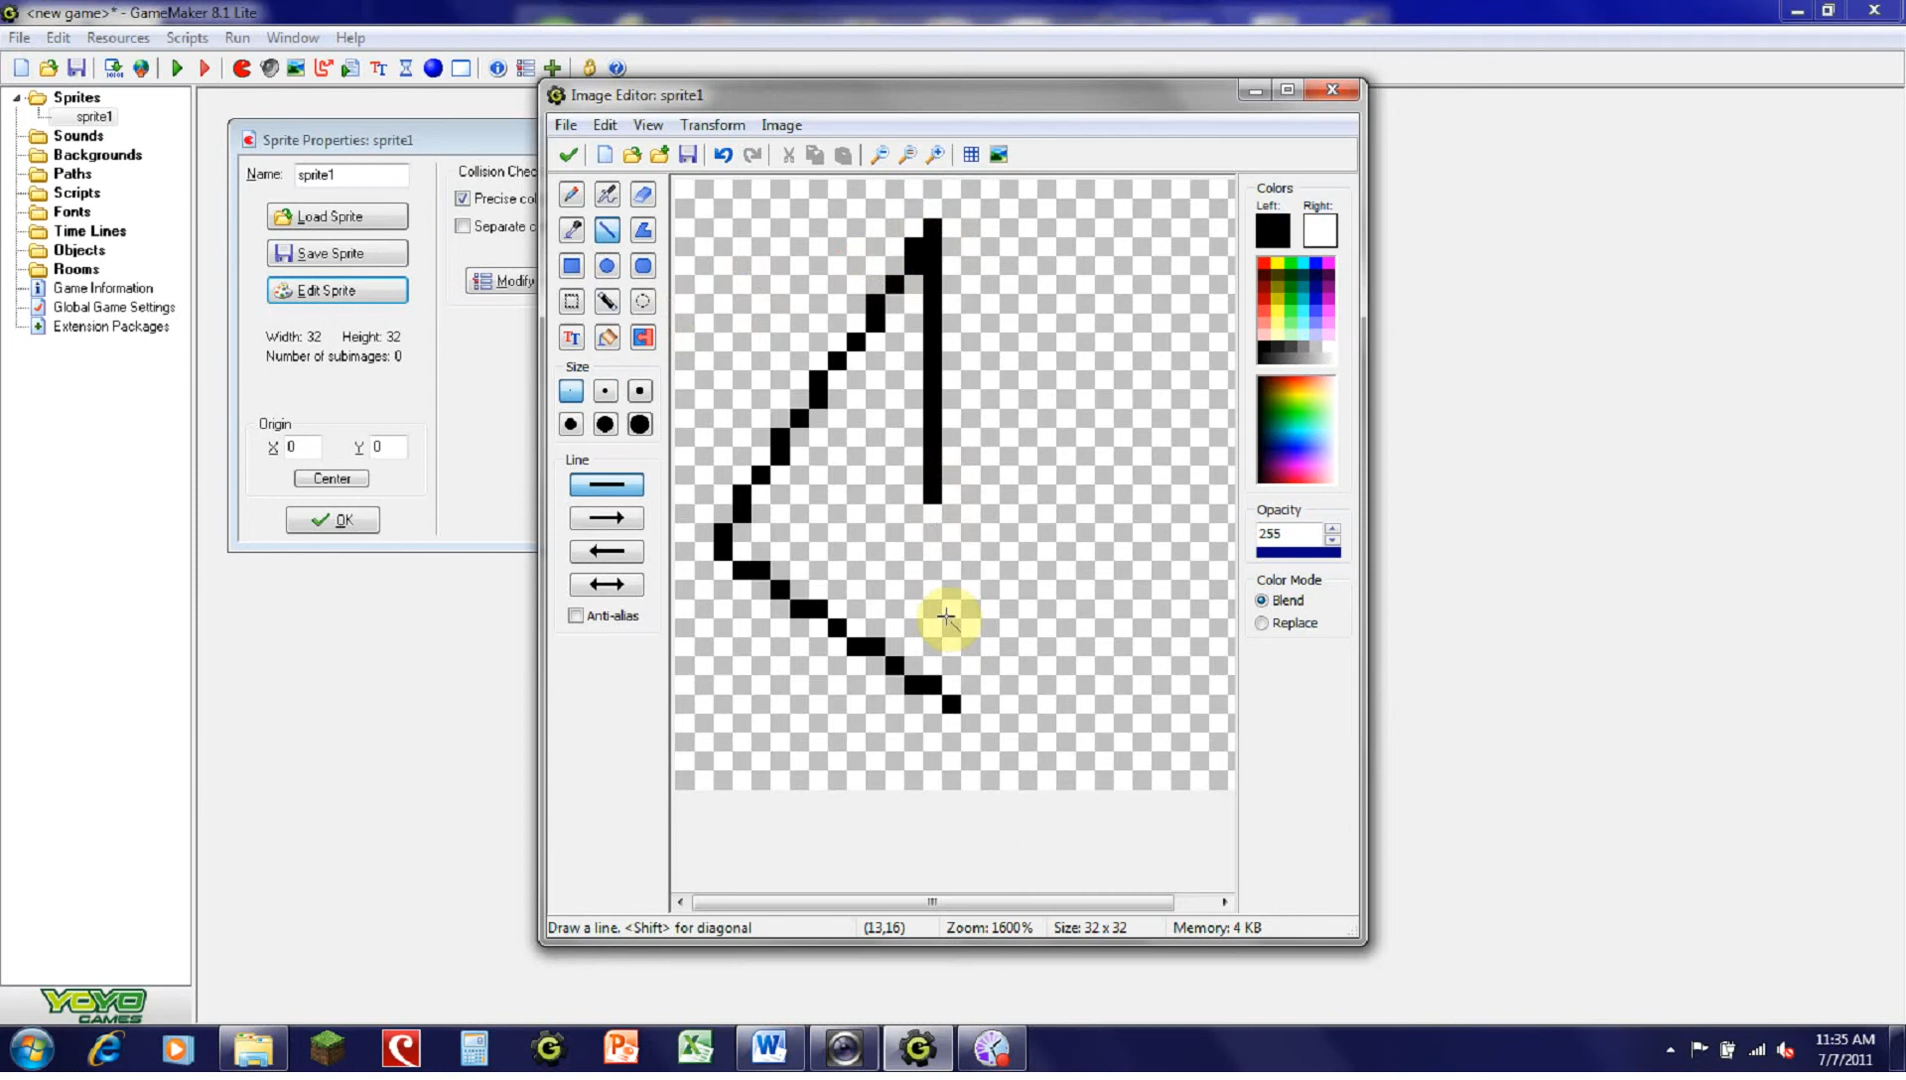 <new game>* - GameMaker 8.1 Lite
File Edit Resources Scripts Run Window Help
Sprites
sprite1
Sounds
Backgrounds
Paths
Scripts
Fonts
Time Lines
Objects
Rooms
Game Information
Global Game Settings
Extension Packages
YOYO
GAMES
Sprite Properties: sprite1
Name: sprite1
Load Sprite
Save Sprite
Edit Sprite
Width: 32 Height: 32
Number of subimages: 0
Origin
X 0 Y 0
Center
OK
Collision Chec
Precise col
Separate c
Modify
Image Editor: sprite1
File Edit View Transform Image
Size
Line
Anti-alias
Colors
Left: Right:
Opacity
255
Color Mode
Blend
Replace
Draw a line. <Shift> for diagonal (13,16) Zoom: 1600% Size: 32 x 32 Memory: 4 KB
11:35 AM
7/7/2011